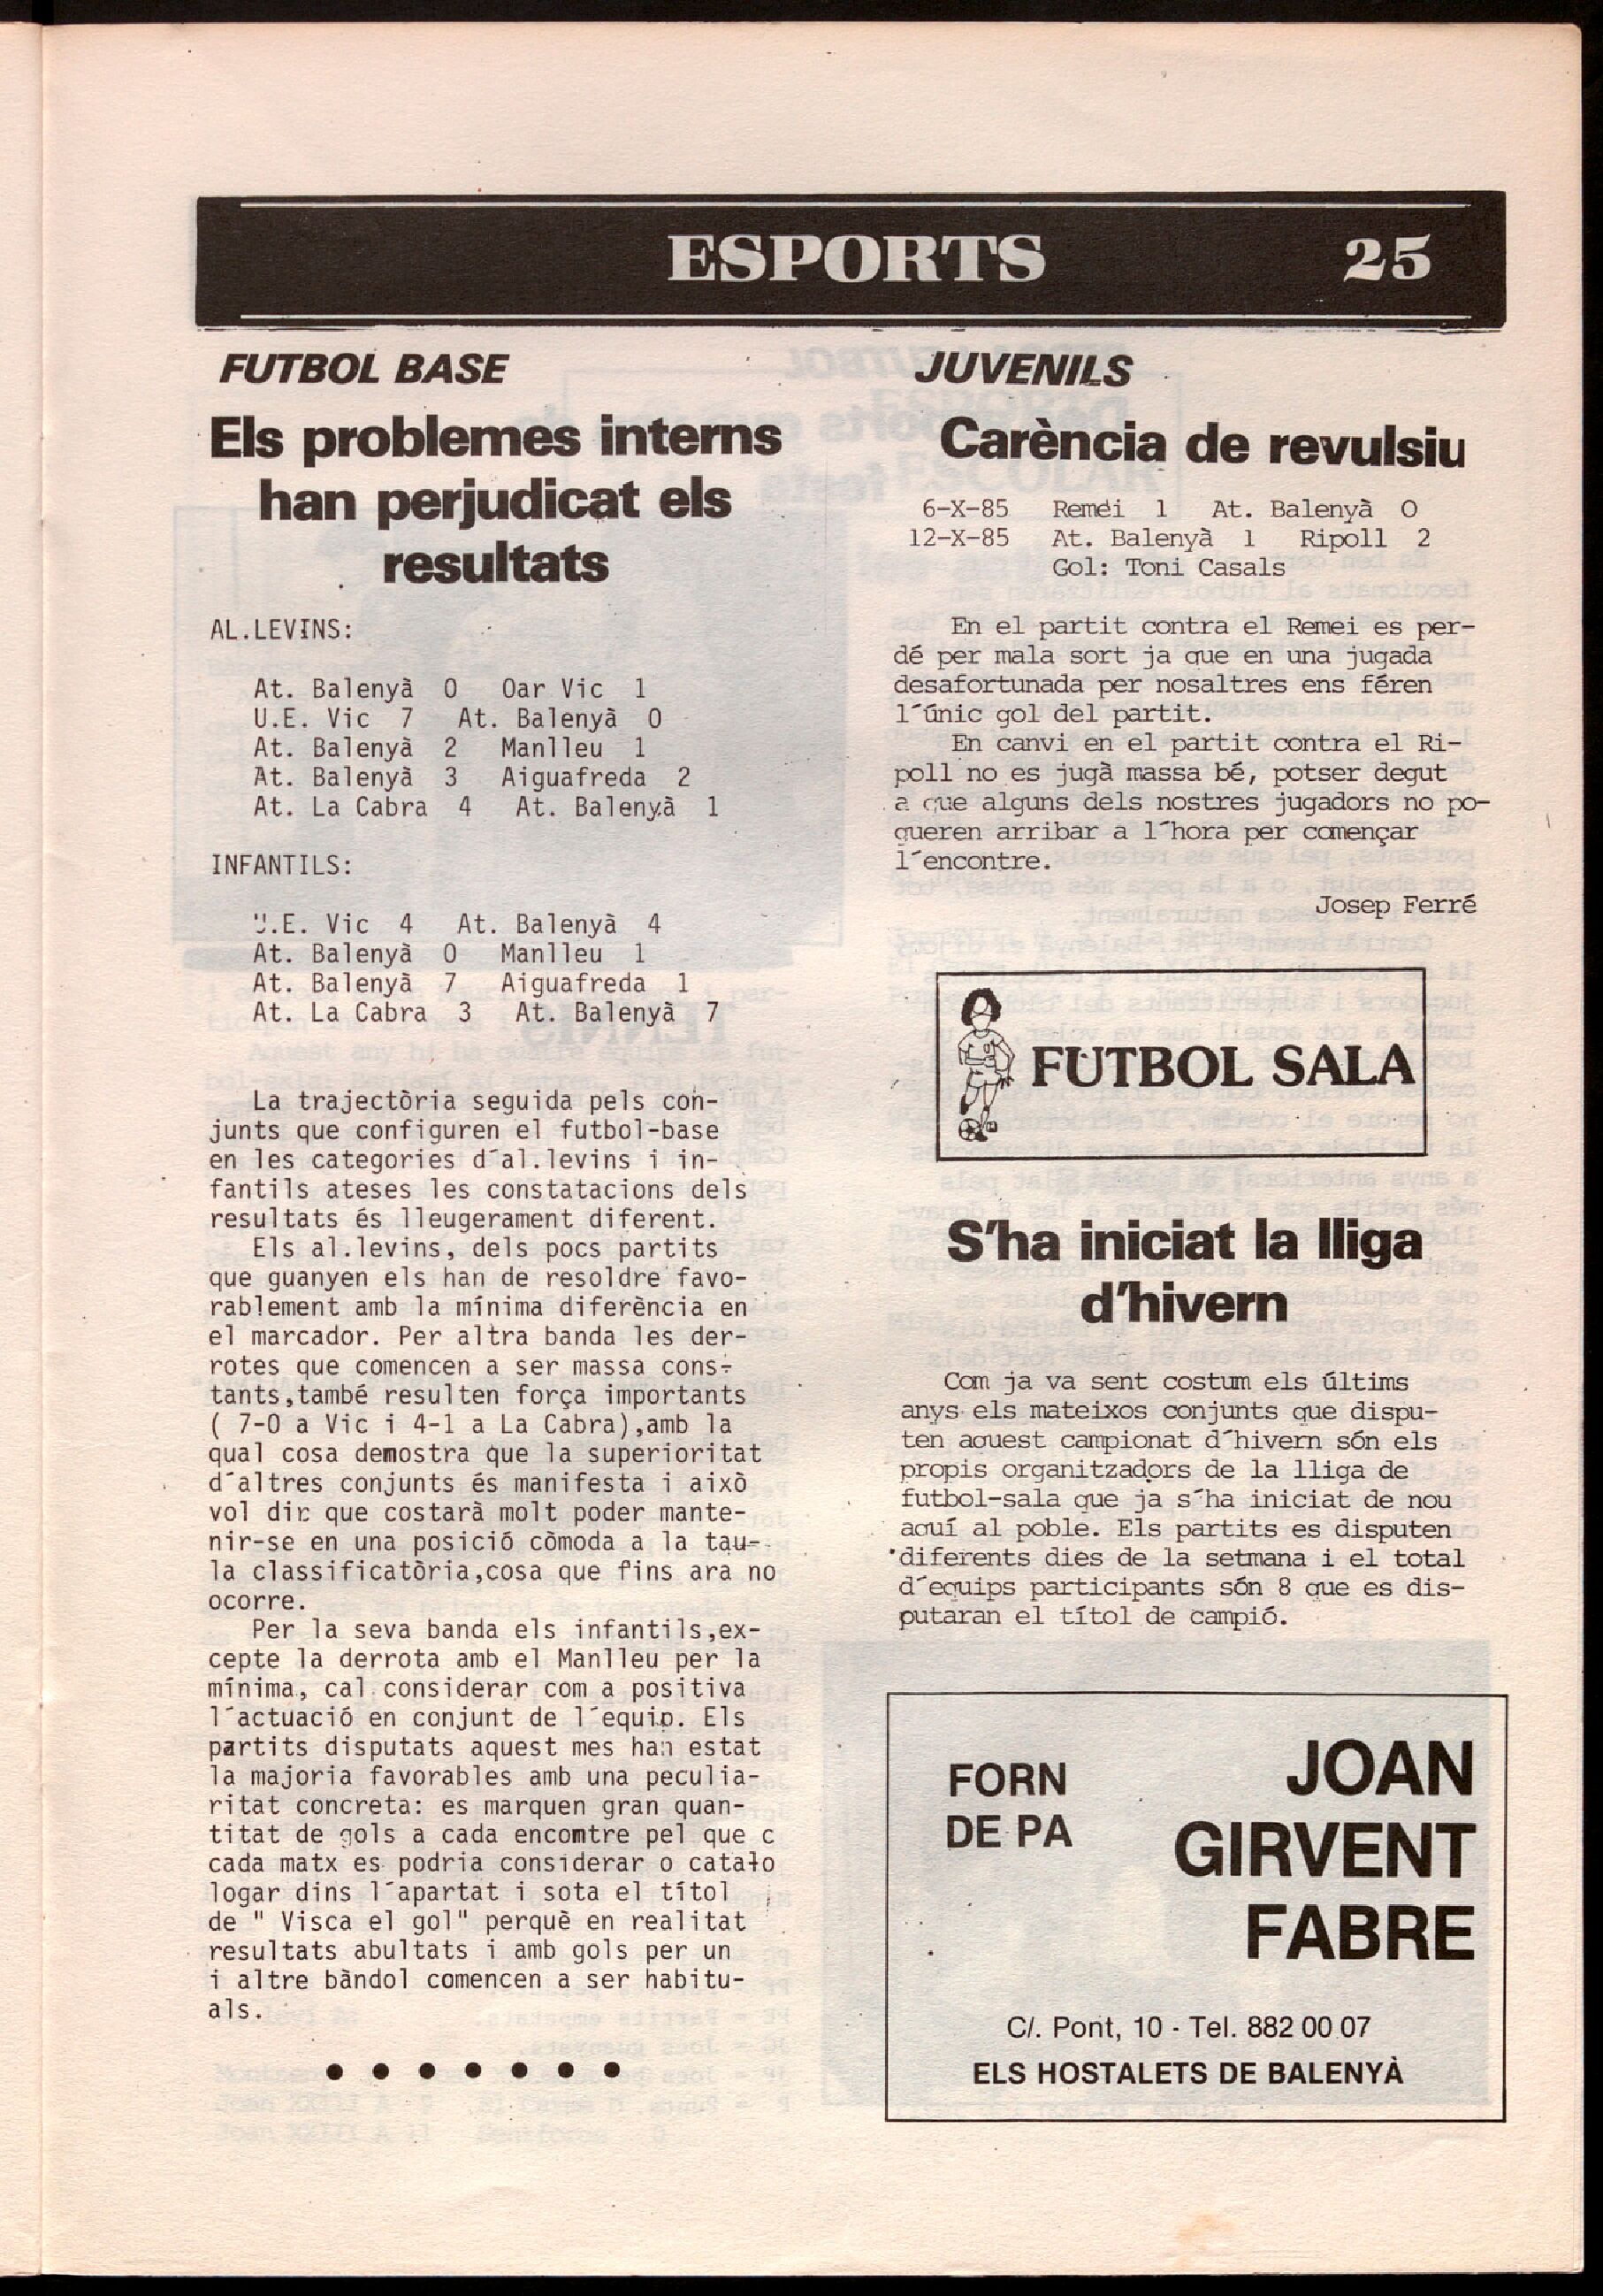 ESPORTS 25
FUTBOL BASE
Els problemes interns
han perjudicat els
resultats
AL.LEVINS:
At. Balenyà 0 Oar Vic 1
U.E. Vic 7 At. Balenyà 0
At. Balenyà 2 Manlleu 1
At. Balenyà 3 Aiguafreda 2
At. La Cabra 4 At. Balenyà 1
INFANTILS:
U.E. Vic 4 At. Balenyà 4
At. Balenyà 0 Manlleu 1
At. Balenyà 7 Aiguafreda 1
At. La Cabra 3 At. Balenyà 7
La trajectòria seguida pels con-
junts que configuren el futbol-base
en les categories d´al.levins i in-
fantils ateses les constatacions dels
resultats és lleugerament diferent.
Els al.levins, dels pocs partits
que guanyen els han de resoldre favo-
rablement amb la mínima diferència en
el marcador. Per altra banda les der-
rotes que comencen a ser massa cons-
tants,també resulten força importants
( 7-0 a Vic i 4-1 a La Cabra),amb la
qual cosa demostra que la superioritat
d´altres conjunts és manifesta i això
vol dir que costarà molt poder mante-
nir-se en una posició còmoda a la tau-
la classificatòria,cosa que fins ara no
ocorre.
Per la seva banda els infantils,ex-
cepte la derrota amb el Manlleu per la
mínima, cal considerar com a positiva
l´actuació en conjunt de l´equip. Els
partits disputats aquest mes han estat
la majoria favorables amb una peculia-
ritat concreta: es marquen gran quan-
titat de gols a cada encontre pel que c
cada matx es podria considerar o catalo
logar dins l´apartat i sota el títol
de " Visca el gol" perquè en realitat
resultats abultats i amb gols per un
i altre bàndol comencen a ser habitu-
als.
JUVENILS
Carència de revulsiu
6-X-85 Remei 1 At. Balenyà 0
12-X-85 At. Balenyà 1 Ripoll 2
Gol: Toni Casals
En el partit contra el Remei es per-
dé per mala sort ja que en una jugada
desafortunada per nosaltres ens féren
l´únic gol del partit.
En canvi en el partit contra el Ri-
poll no es jugà massa bé, potser degut
a que alguns dels nostres jugadors no po-
gueren arribar a l´hora per començar
l´encontre.
Josep Ferré
FUTBOL SALA
S'ha iniciat la lliga
d'hivern
Com ja va sent costum els últims
anys els mateixos conjunts que dispu-
ten aquest campionat d´hivern són els
propis organitzadors de la lliga de
futbol-sala que ja s´ha iniciat de nou
aquí al poble. Els partits es disputen
diferents dies de la setmana i el total
d´equips participants són 8 que es dis-
putaran el títol de campió.
FORN
DE PA
JOAN
GIRVENT
FABRE
C/. Pont, 10 - Tel. 882 00 07
ELS HOSTALETS DE BALENYÀ